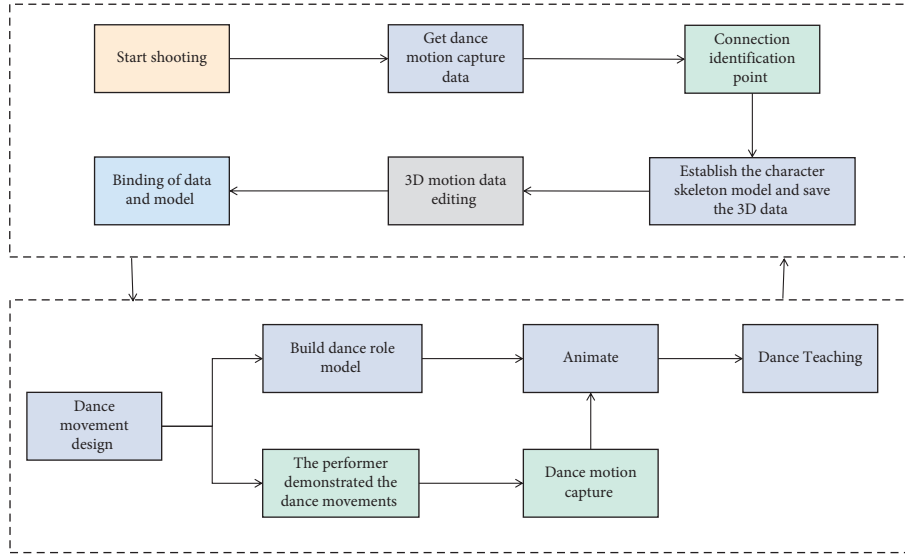 Start shooting
Get dance
motion capture
data
Connection
identification
point
Binding of data
and model
3D motion data
editing
Establish the character
skeleton model and save
the 3D data
Build dance role
model
Animate
Dance Teaching
Dance
movement
design
The performer
demonstrated the
dance movements
Dance motion
capture